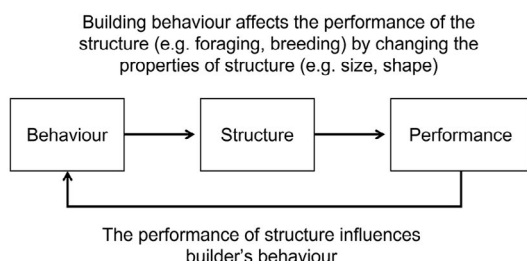 Building behaviour affects the performance of the
structure (e.g. foraging, breeding) by changing the
properties of structure (e.g. size, shape)
Behaviour
Structure
Performance
The performance of structure influences
builder's behaviour